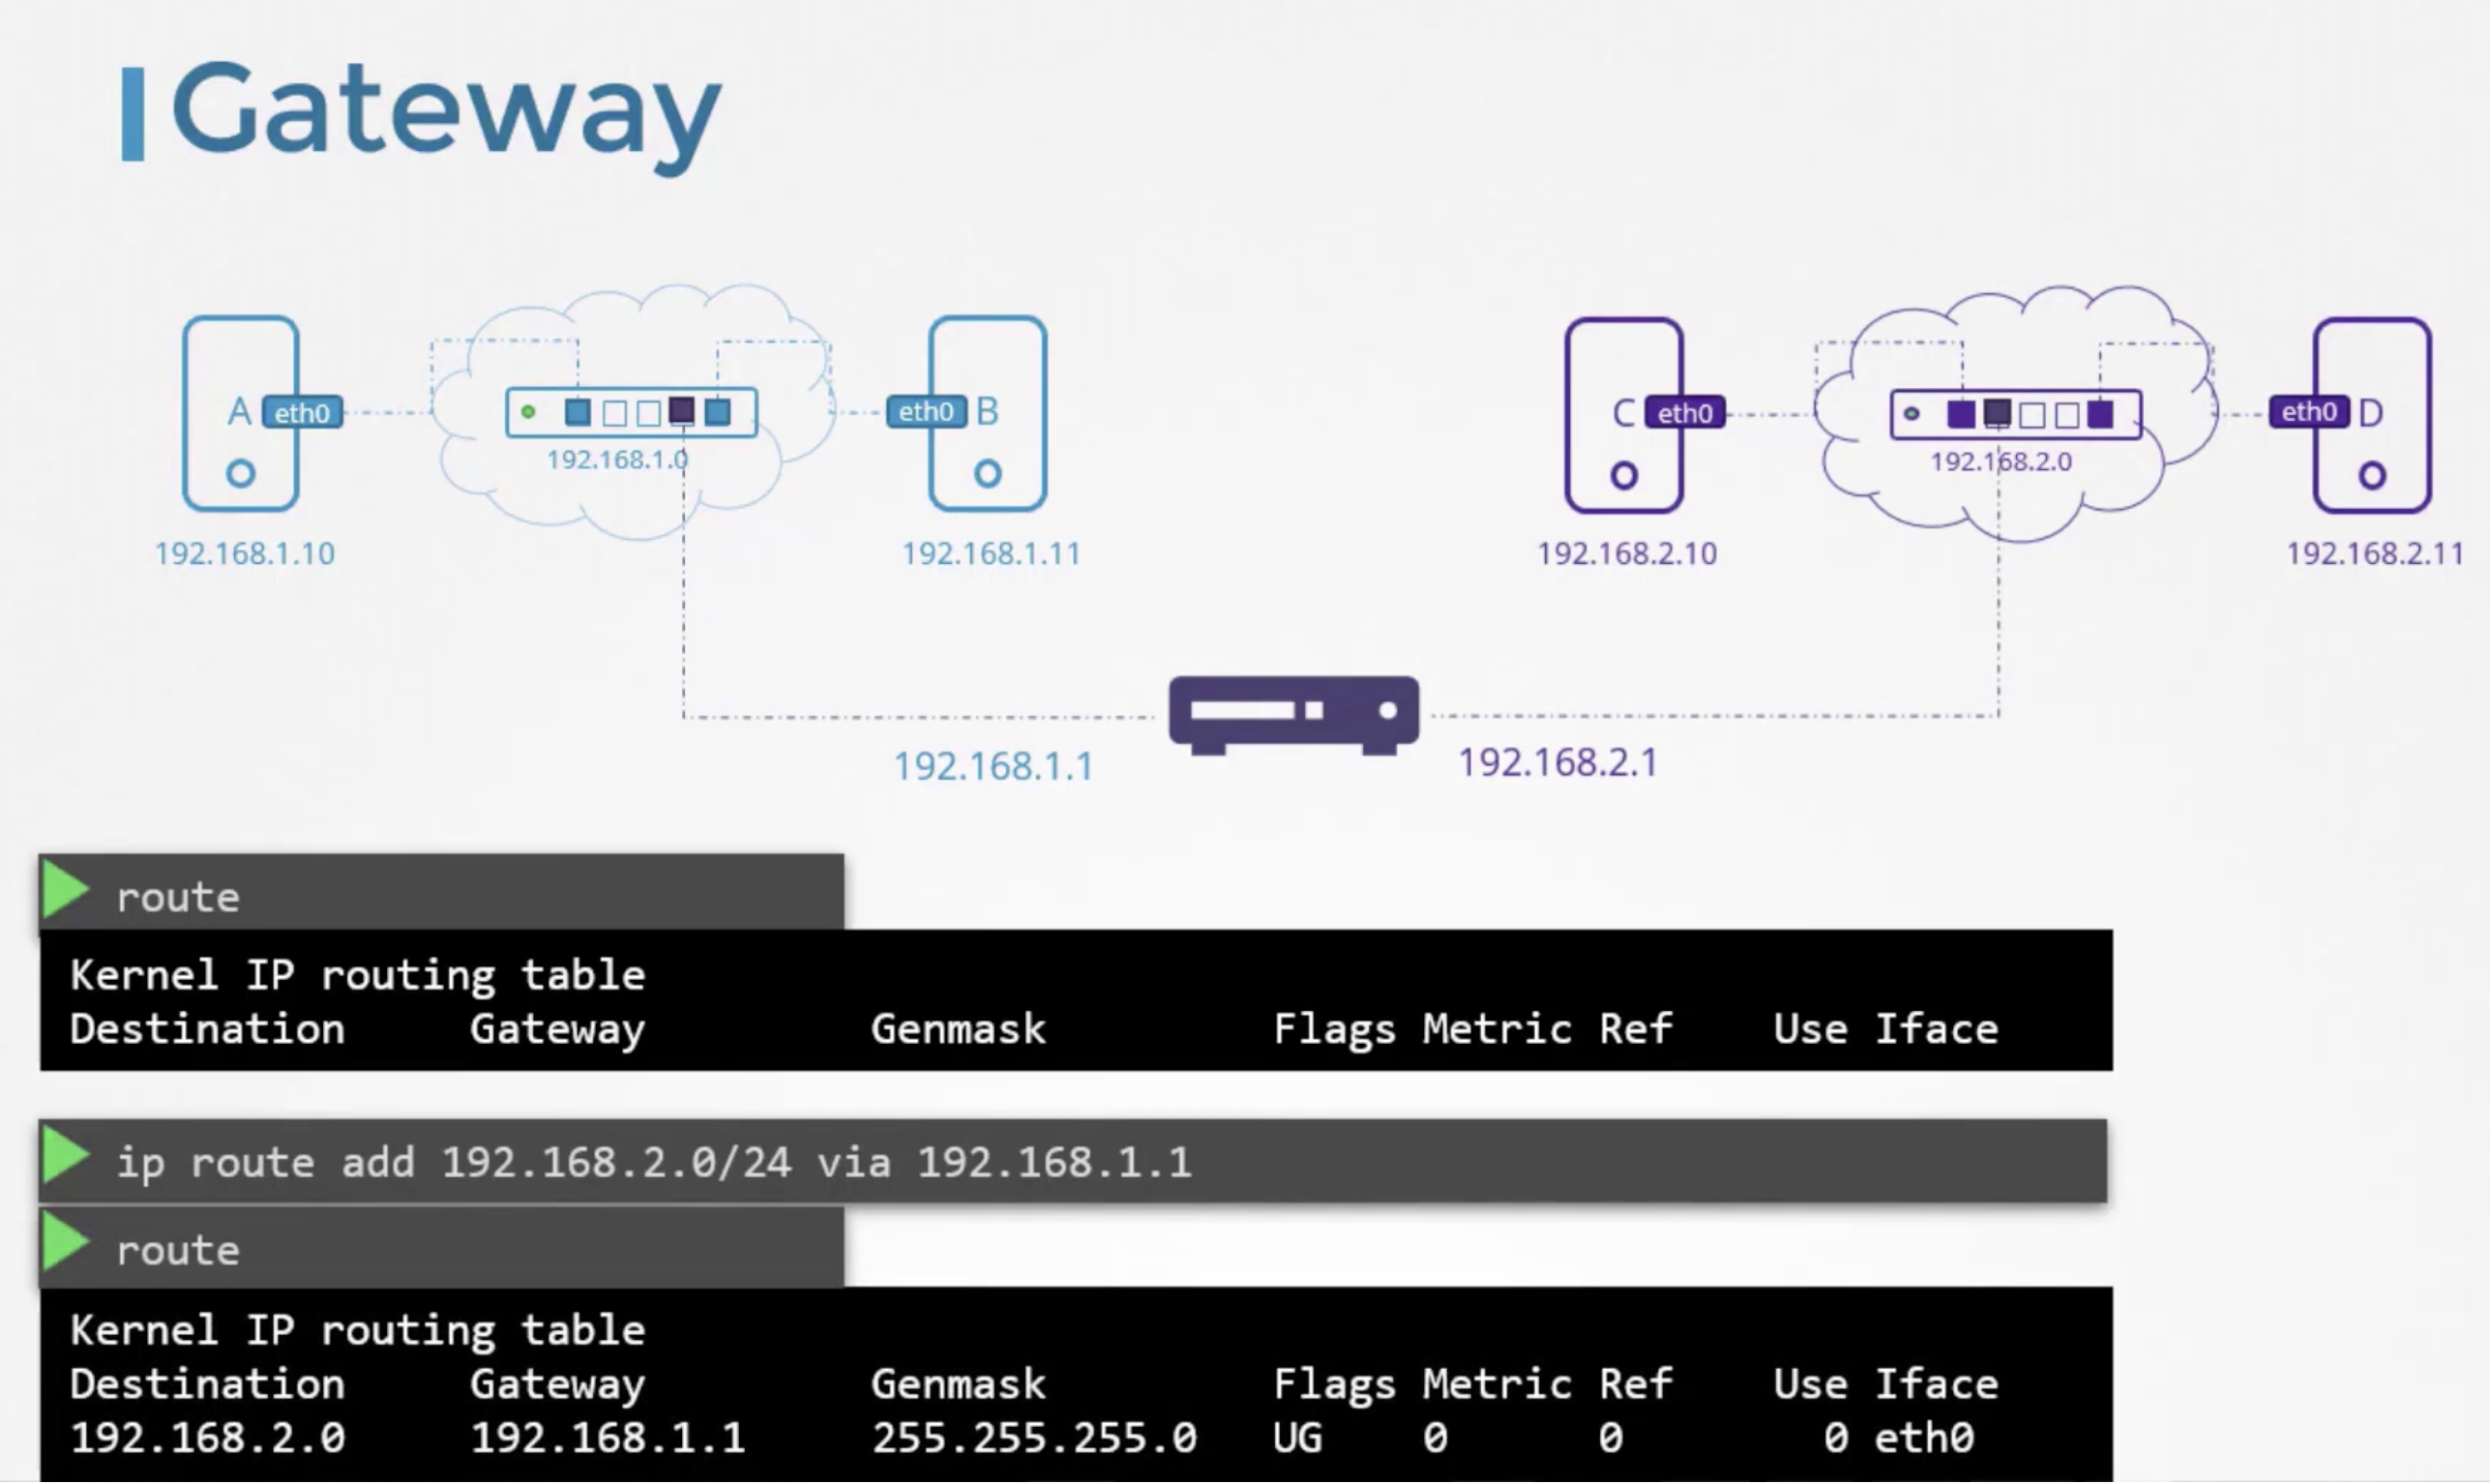 Gateway
A eth0
192.168.1.0
eth0 B
C eth0
192.168.2.0
eth0 D
192.168.1.10
192.168.1.11
192.168.2.10
192.168.2.11
192.168.1.1
192.168.2.1
route
Kernel IP routing table
Destination Gateway Genmask Flags Metric Ref Use Iface
ip route add 192.168.2.0/24 via 192.168.1.1
route
Kernel IP routing table
Destination Gateway Genmask Flags Metric Ref Use Iface
192.168.2.0 192.168.1.1 255.255.255.0 UG 0 0 0 eth0